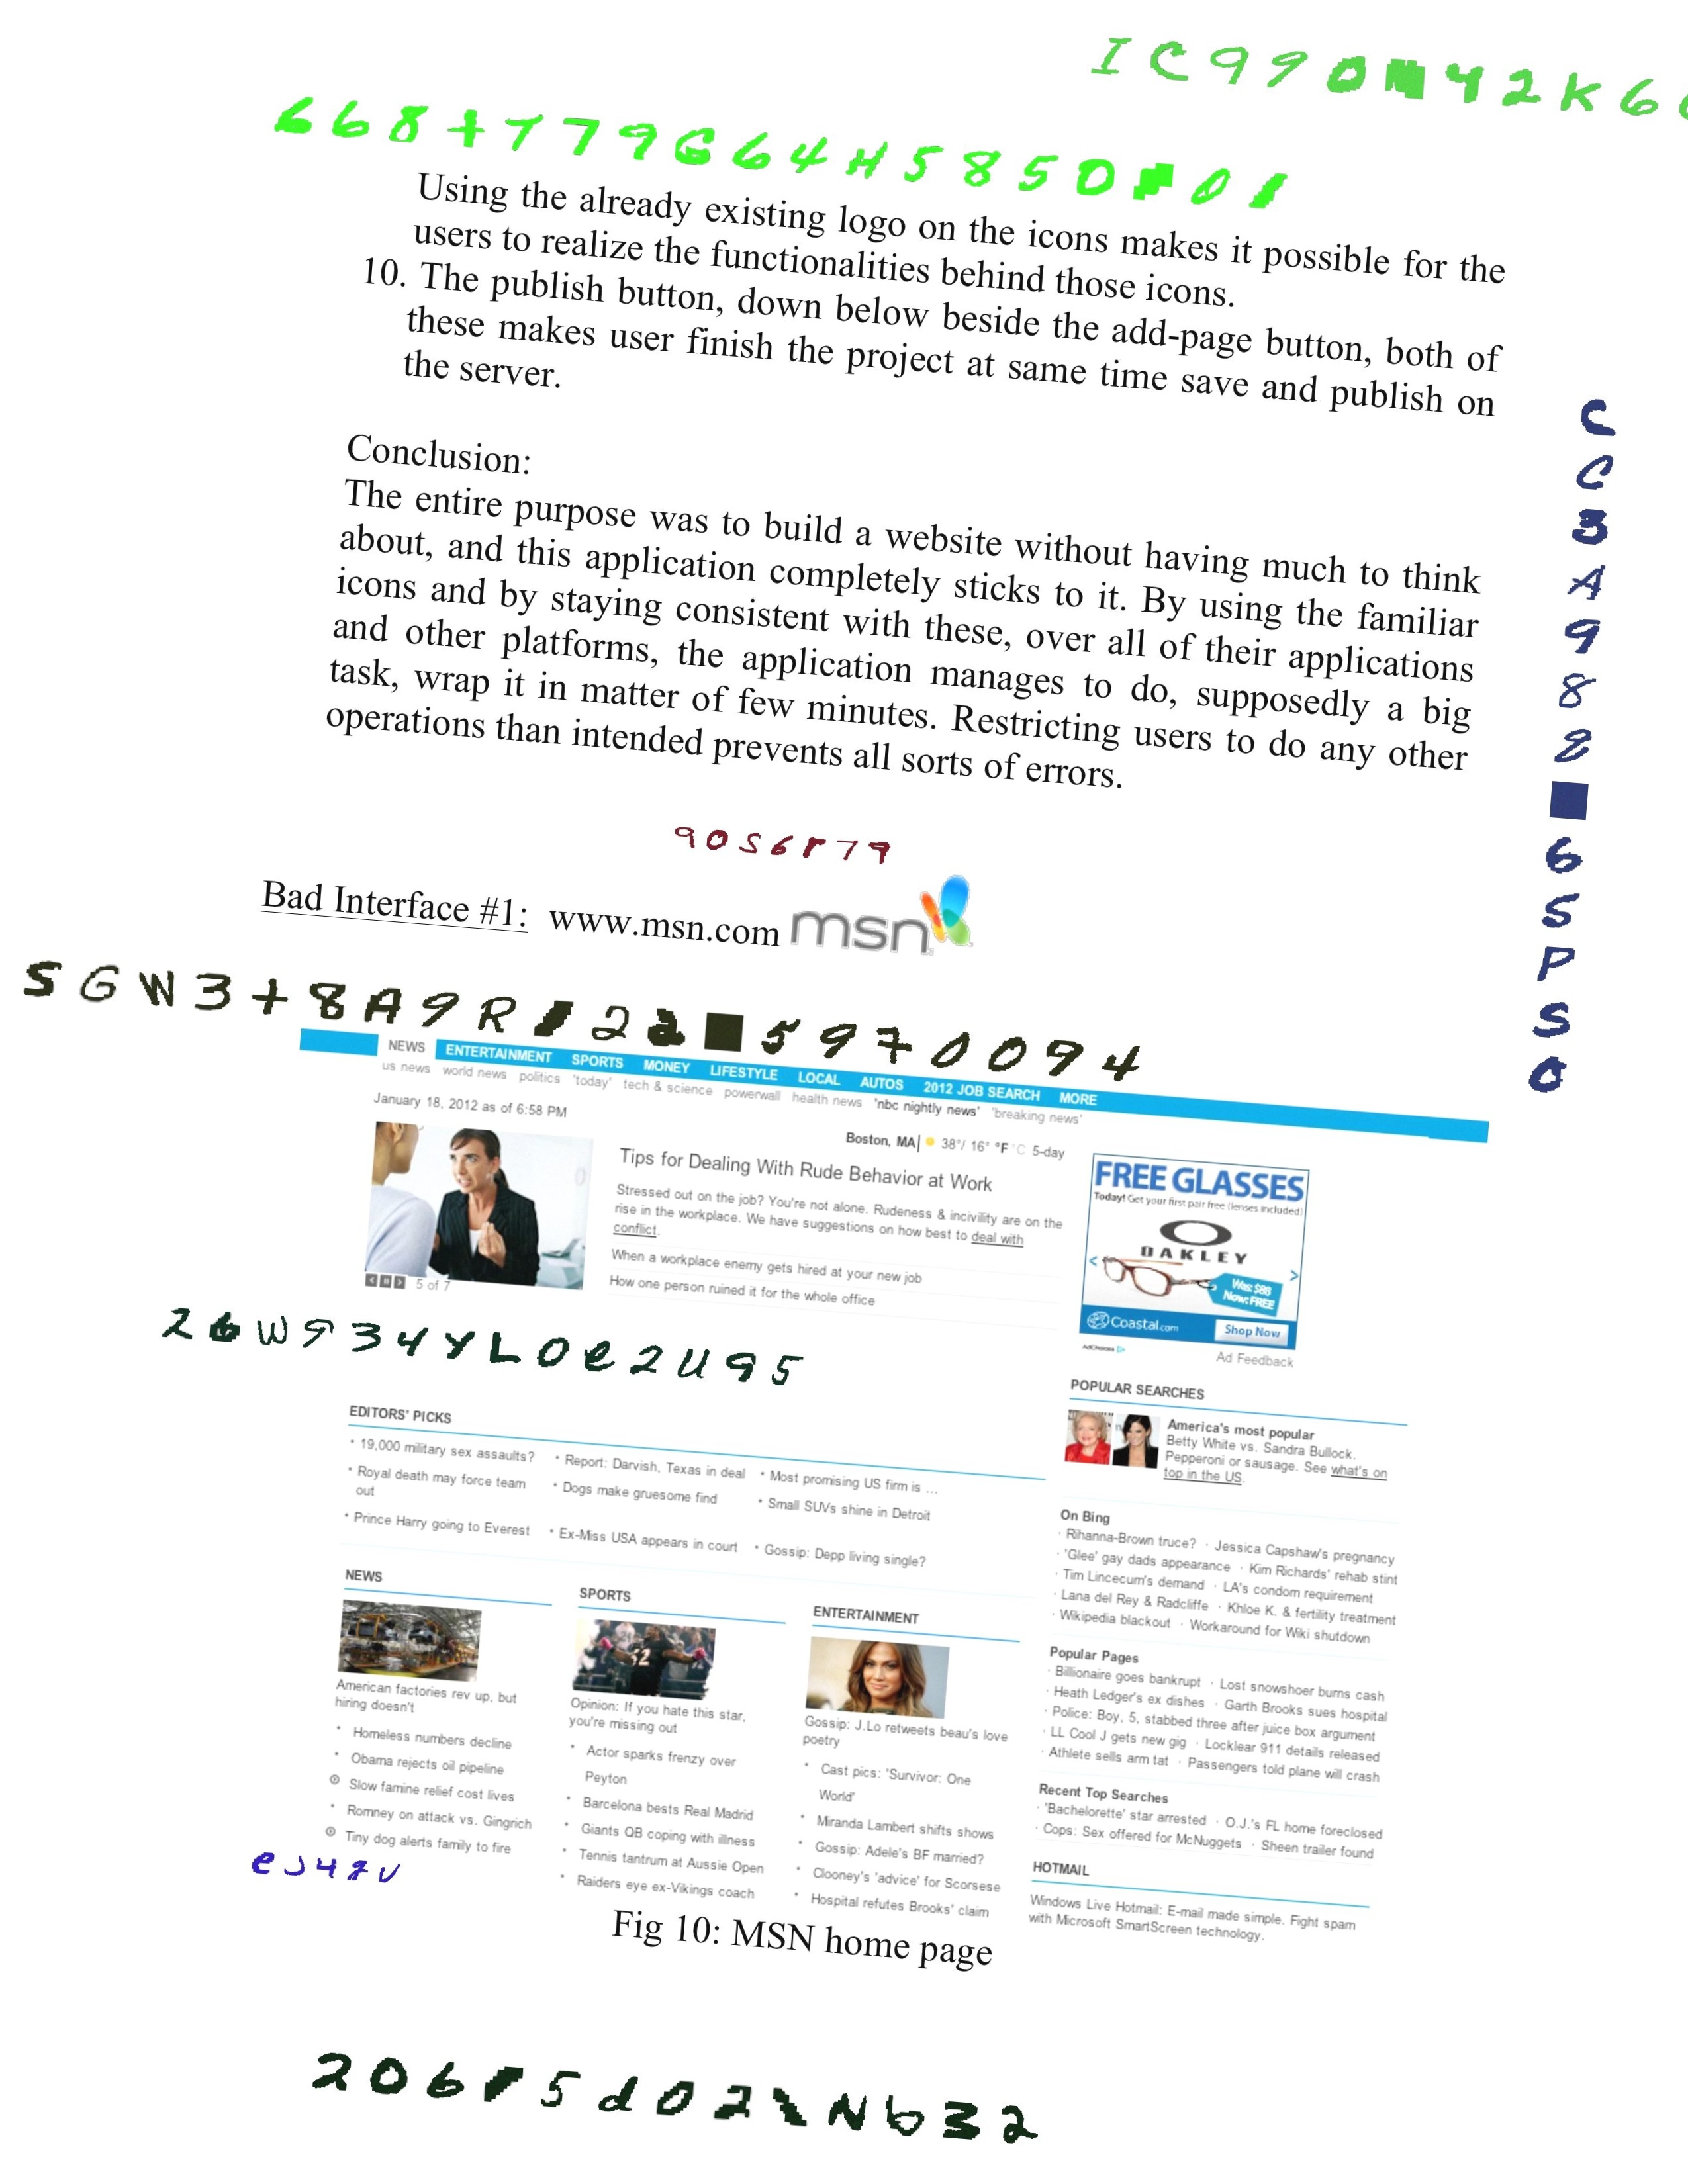 Using the already existing logo on the icons makes it possible for the
users to realize the functionalities behind those icons.
10. The publish button, down below beside the add-page button, both of
these makes user finish the project at same time save and publish on
the server.
Conclusion:
The entire purpose was to build a website without having much to think
about, and this application completely sticks to it. By using the familiar
icons and by staying consistent with these, over all of their applications
and other platforms, the application manages to do, supposedly a big
task, wrap it in matter of few minutes. Restricting users to do any other
operations than intended prevents all sorts of errors.
Bad Interface #1: www.msn.com msn
NEWS ENTERTAINMENT SPORTS MONEY LIFESTYLE LOCAL AUTOS 2012 JOB SEARCH MORE
us news world news politics 'today' tech & science powerwall health news 'nbc nightly news' 'breaking news'
January 18, 2012 as of 6:58 PM
Boston, MA| 38°/ 16° °F °C 5-day
Tips for Dealing With Rude Behavior at Work
Stressed out on the job? You're not alone. Rudeness & incivility are on the
rise in the workplace. We have suggestions on how best to deal with
conflict.
When a workplace enemy gets hired at your new job
How one person ruined it for the whole office
5 of 7
FREE GLASSES
Today! Get your first pair free (lenses included)
OAKLEY
Was: $88
Now: FREE
Coastal.com Shop Now
AdChoices
Ad Feedback
26W934YL0e2U95
POPULAR SEARCHES
America's most popular
Betty White vs. Sandra Bullock.
Pepperoni or sausage. See what's on
top in the US.
EDITORS' PICKS
• 19,000 military sex assaults? • Report: Darvish, Texas in deal • Most promising US firm is ...
• Royal death may force team out • Dogs make gruesome find • Small SUVs shine in Detroit
• Prince Harry going to Everest • Ex-Miss USA appears in court • Gossip: Depp living single?
On Bing
· Rihanna-Brown truce? · Jessica Capshaw's pregnancy
· 'Glee' gay dads appearance · Kim Richards' rehab stint
· Tim Lincecum's demand · LA's condom requirement
· Lana del Rey & Radcliffe · Khloe K. & fertility treatment
· Wikipedia blackout · Workaround for Wiki shutdown
Popular Pages
· Billionaire goes bankrupt · Lost snowshoer burns cash
· Heath Ledger's ex dishes · Garth Brooks sues hospital
· Police: Boy, 5, stabbed three after juice box argument
· LL Cool J gets new gig · Locklear 911 details released
· Athlete sells arm tat · Passengers told plane will crash
Recent Top Searches
· 'Bachelorette' star arrested · O.J.'s FL home foreclosed
· Cops: Sex offered for McNuggets · Sheen trailer found
HOTMAIL
Windows Live Hotmail: E-mail made simple. Fight spam
with Microsoft SmartScreen technology.
NEWS
American factories rev up, but
hiring doesn't
• Homeless numbers decline
• Obama rejects oil pipeline
Slow famine relief cost lives
• Romney on attack vs. Gingrich
Tiny dog alerts family to fire
SPORTS
Opinion: If you hate this star,
you're missing out
• Actor sparks frenzy over
Peyton
• Barcelona bests Real Madrid
• Giants QB coping with illness
• Tennis tantrum at Aussie Open
• Raiders eye ex-Vikings coach
ENTERTAINMENT
Gossip: J.Lo retweets beau's love
poetry
• Cast pics: 'Survivor: One
World'
• Miranda Lambert shifts shows
• Gossip: Adele's BF married?
• Clooney's 'advice' for Scorsese
• Hospital refutes Brooks' claim
Fig 10: MSN home page